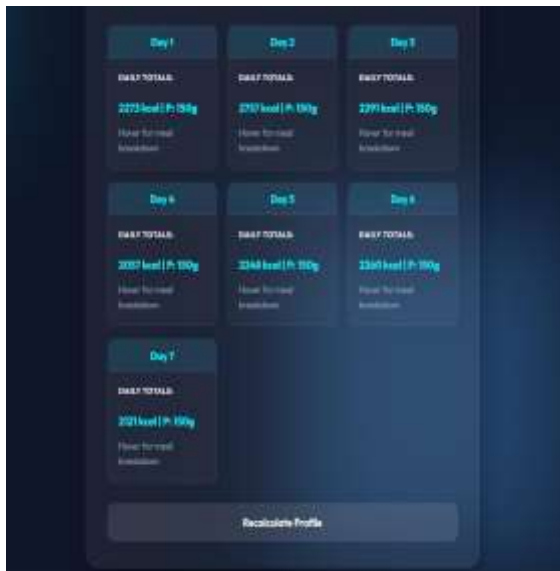 Day 1
DAILY TOTALS:
2273 kcal | P: 150g
Hover for meal
breakdown
Day 2
DAILY TOTALS:
kcal | P: 150g
Hover for meal
breakdown
Day 3
DAILY TOTALS:
2391 kcal | P: 150g
Hover for meal
breakdown
Day 4
DAILY TOTALS:
kcal | P: 150g
Hover for meal
breakdown
Day 5
DAILY TOTALS:
kcal | P: 150g
Hover for meal
breakdown
Day 6
DAILY TOTALS:
kcal | P: 150g
Hover for meal
breakdown
Day 7
DAILY TOTALS:
2121 kcal | P: 150g
Hover for meal
breakdown
Recalculate Profile